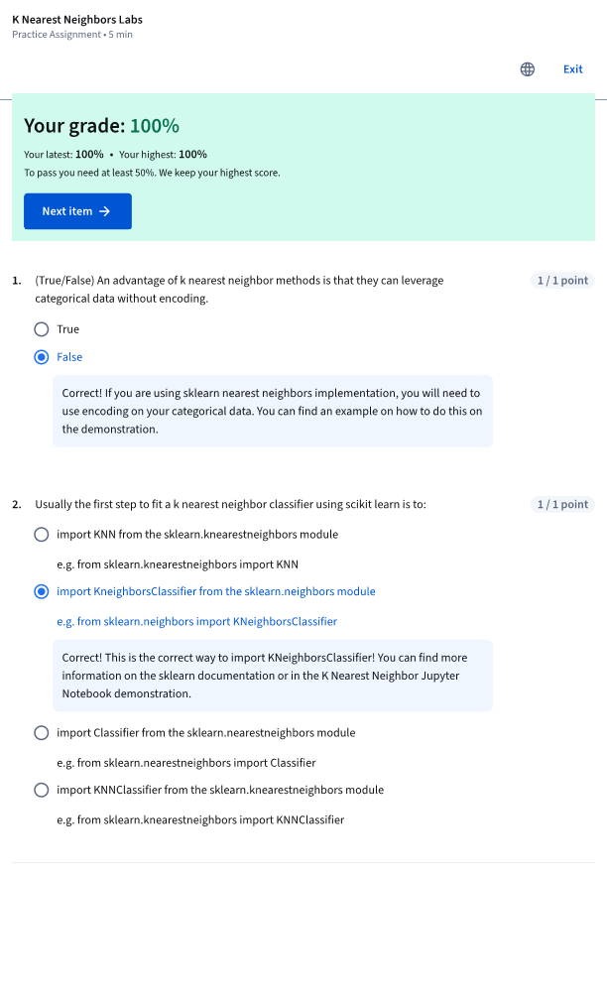 K Nearest Neighbors Labs
Practice Assignment • 5 min
Exit
Your grade: 100%
Your latest: 100% • Your highest: 100%
To pass you need at least 50%. We keep your highest score.
Next item →
1. (True/False) An advantage of k nearest neighbor methods is that they can leverage 1 / 1 point
categorical data without encoding.
True
False
Correct! If you are using sklearn nearest neighbors implementation, you will need to
use encoding on your categorical data. You can find an example on how to do this on
the demonstration.
2. Usually the first step to fit a k nearest neighbor classifier using scikit learn is to: 1 / 1 point
import KNN from the sklearn.knearestneighbors module
e.g. from sklearn.knearestneighbors import KNN
import KneighborsClassifier from the sklearn.neighbors module
e.g. from sklearn.neighbors import KNeighborsClassifier
Correct! This is the correct way to import KNeighborsClassifier! You can find more
information on the sklearn documentation or in the K Nearest Neighbor Jupyter
Notebook demonstration.
import Classifier from the sklearn.nearestneighbors module
e.g. from sklearn.nearestneighbors import Classifier
import KNNClassifier from the sklearn.knearestneighbors module
e.g. from sklearn.knearestneighbors import KNNClassifier